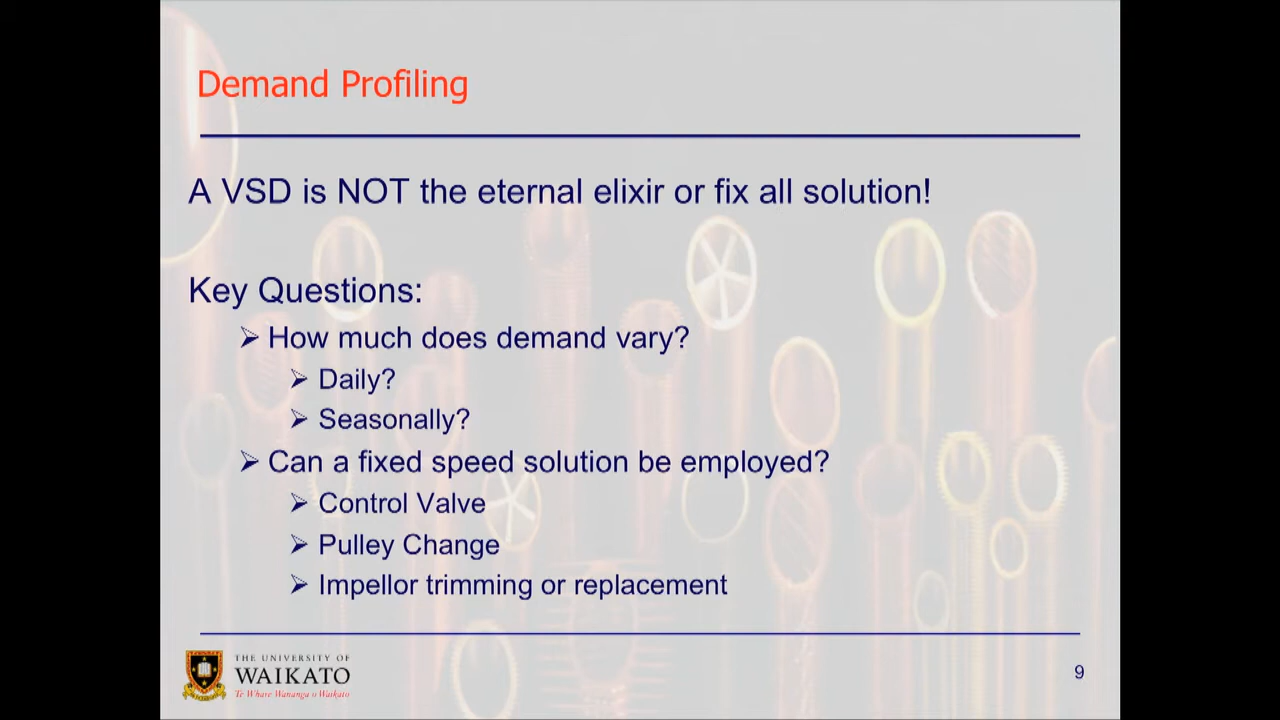 Demand Profiling
A VSD is NOT the eternal elixir or fix all solution!
Key Questions:
How much does demand vary?
Daily?
Seasonally?
Can a fixed speed solution be employed?
Control Valve
Pulley Change
Impellor trimming or replacement
THE UNIVERSITY OF
WAIKATO
Te Whare Wananga o Waikato
9